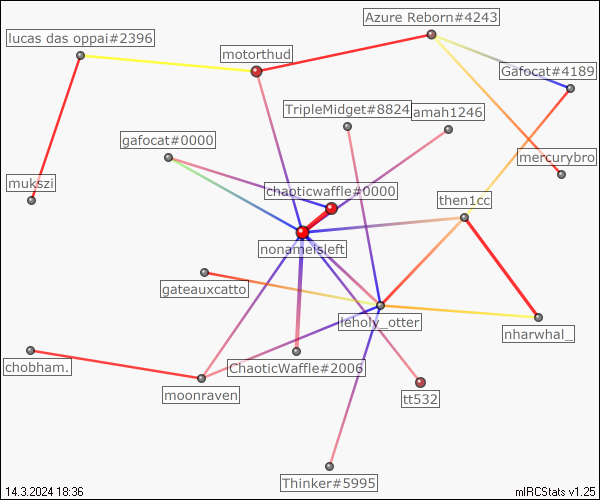 Azure Reborn#4243
lucas das oppai#2396
motorthud
Gafocat#4189
TripleMidget#8824
amah1246
gafocat#0000
mercurybro
mukszi
chaoticwaffle#0000
then1cc
nonameisleft
gateauxcatto
leholy_otter
nharwhal_
chobham.
ChaoticWaffle#2006
moonraven
tt532
Thinker#5995
14.3.2024 18:36
mIRCStats v1.25